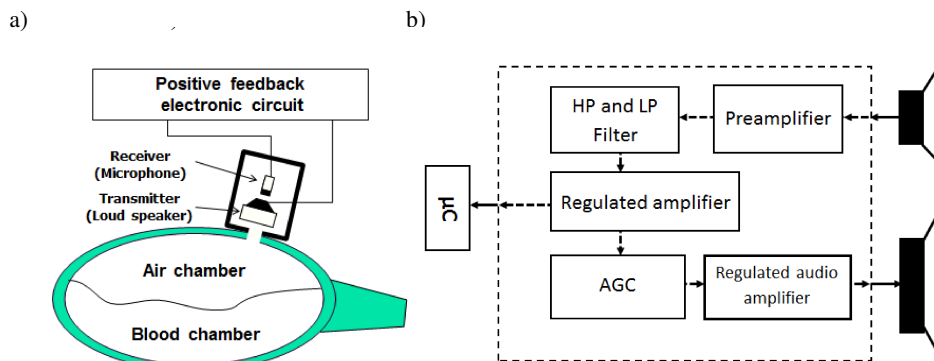 a)
b)
Positive feedback
electronic circuit
Receiver
(Microphone)
Transmitter
(Loud speaker)
Air chamber
Blood chamber
HP and LP
Filter
Preamplifier
µC
Regulated amplifier
AGC
Regulated audio
amplifier